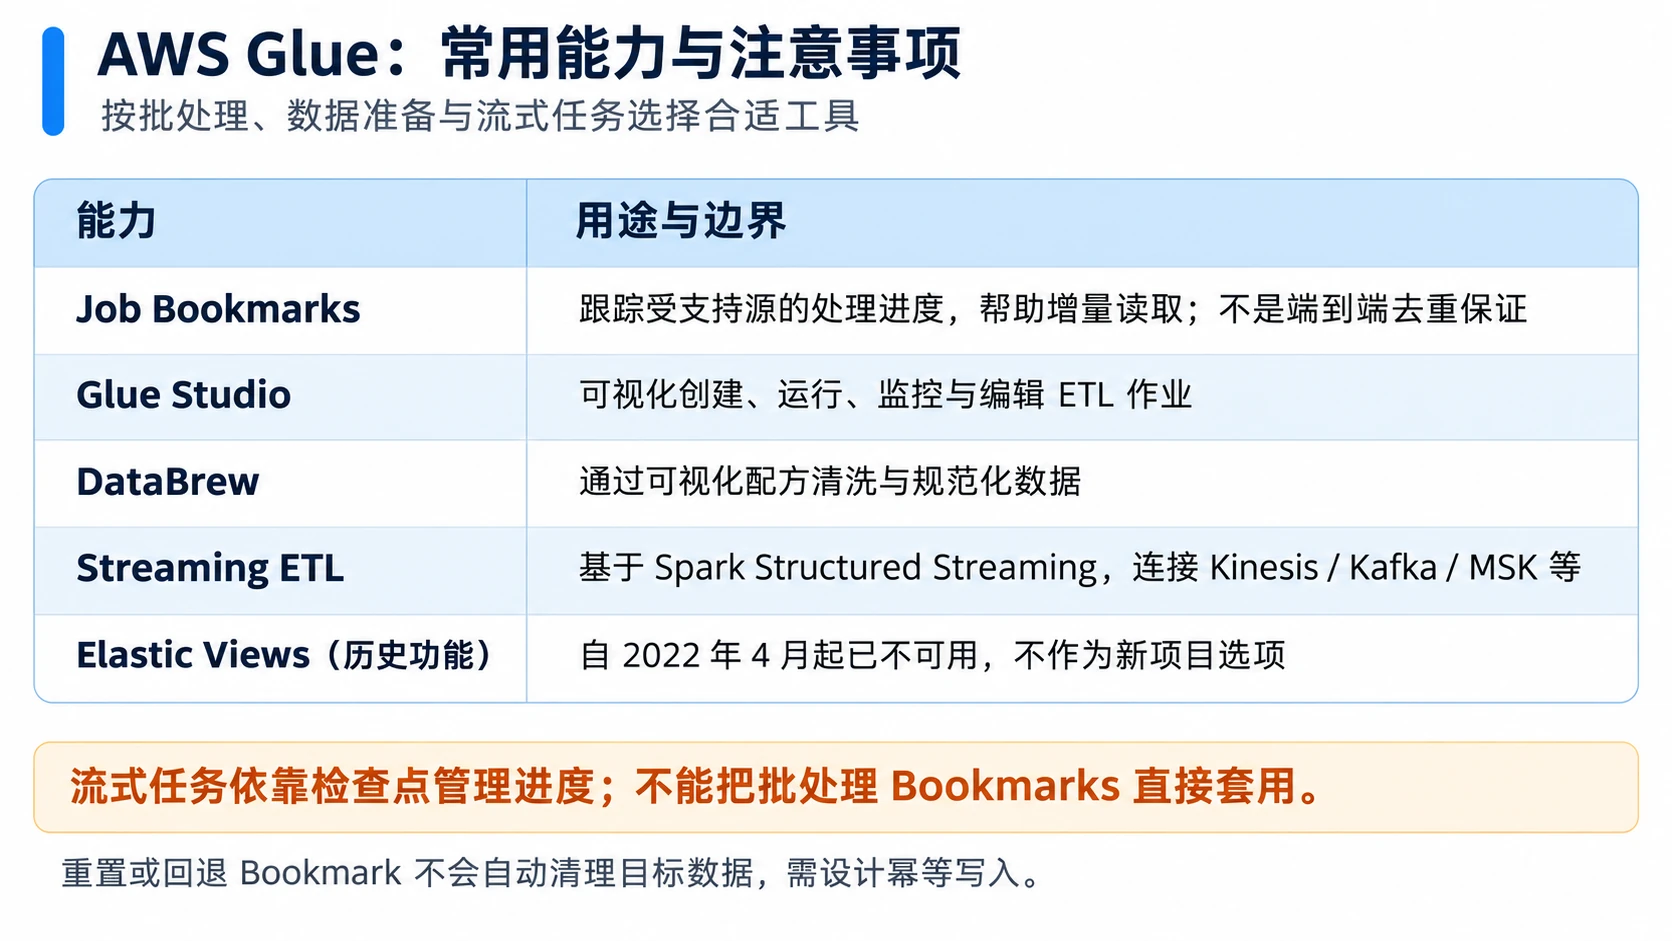 AWS Glue：常用能力与注意事项
按批处理、数据准备与流式任务选择合适工具
能力 用途与边界
Job Bookmarks 跟踪受支持源的处理进度，帮助增量读取；不是端到端去重保证
Glue Studio 可视化创建、运行、监控与编辑 ETL 作业
DataBrew 通过可视化配方清洗与规范化数据
Streaming ETL 基于 Spark Structured Streaming，连接 Kinesis / Kafka / MSK 等
Elastic Views（历史功能） 自 2022 年 4 月起已不可用，不作为新项目选项
流式任务依靠检查点管理进度；不能把批处理 Bookmarks 直接套用。
重置或回退 Bookmark 不会自动清理目标数据，需设计幂等写入。